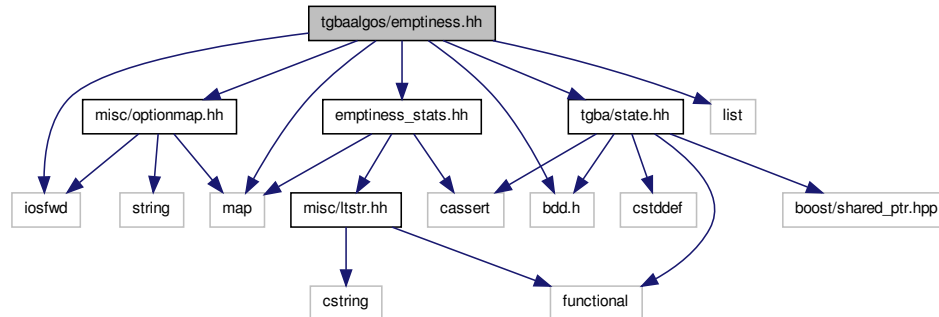 tgbaalgos/emptiness.hh
misc/optionmap.hh
emptiness_stats.hh
tgba/state.hh
list
iosfwd
string
map
misc/ltstr.hh
cassert
bdd.h
cstddef
boost/shared_ptr.hpp
cstring
functional